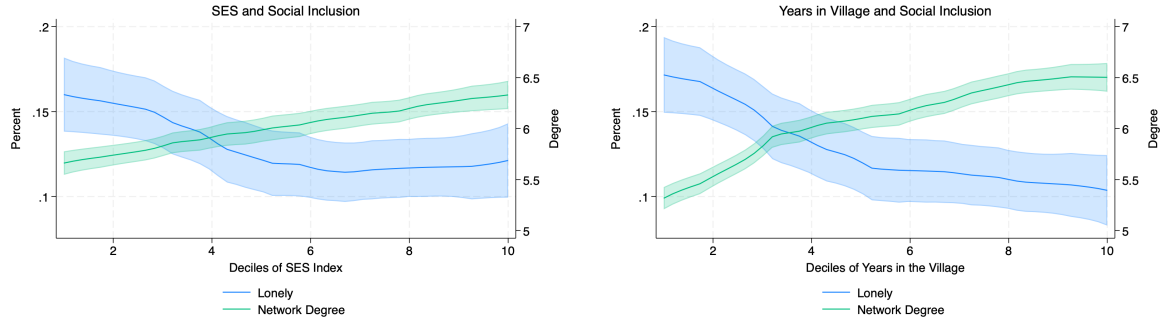 SES and Social Inclusion
.2
.15
.1
Percent
7
6.5
6
5.5
5
Degree
2
4
6
8
10
Deciles of SES Index
Lonely
Network Degree
Years in Village and Social Inclusion
.2
.15
.1
Percent
7
6.5
6
5.5
5
Degree
2
4
6
8
10
Deciles of Years in the Village
Lonely
Network Degree